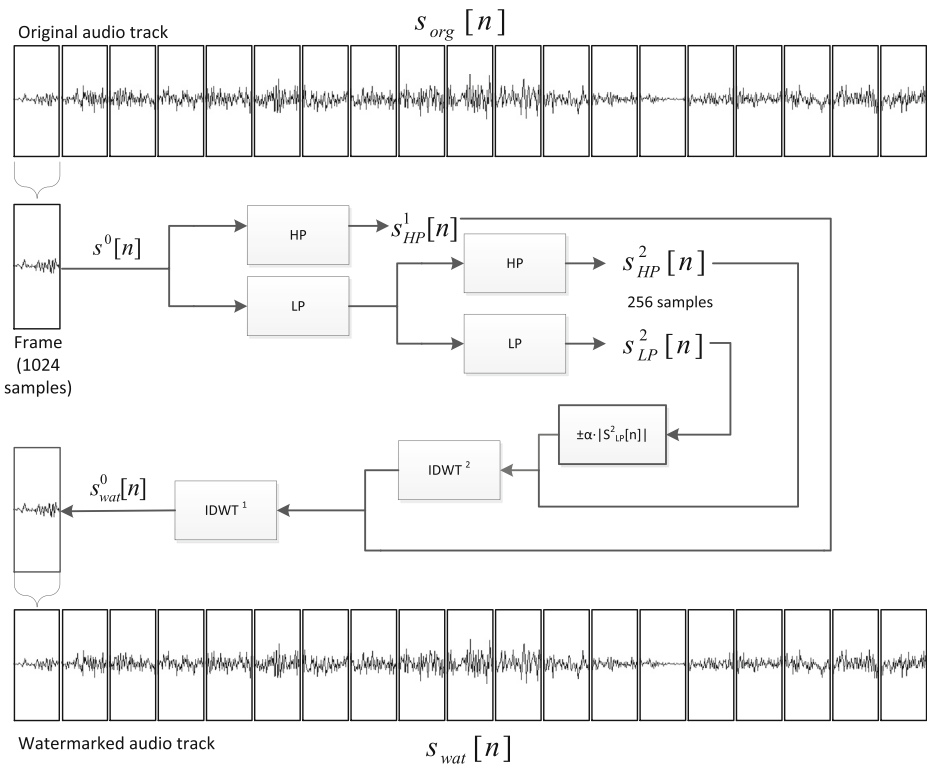 Original audio track
s_org [n]
s^0[n]
HP
s^1_HP[n]
LP
HP
s^2_HP [n]
256 samples
LP
s^2_LP [n]
Frame
(1024
samples)
±α·|S^2_LP[n]|
IDWT ^2
s^0_wat[n]
IDWT ^1
Watermarked audio track
s_wat [n]